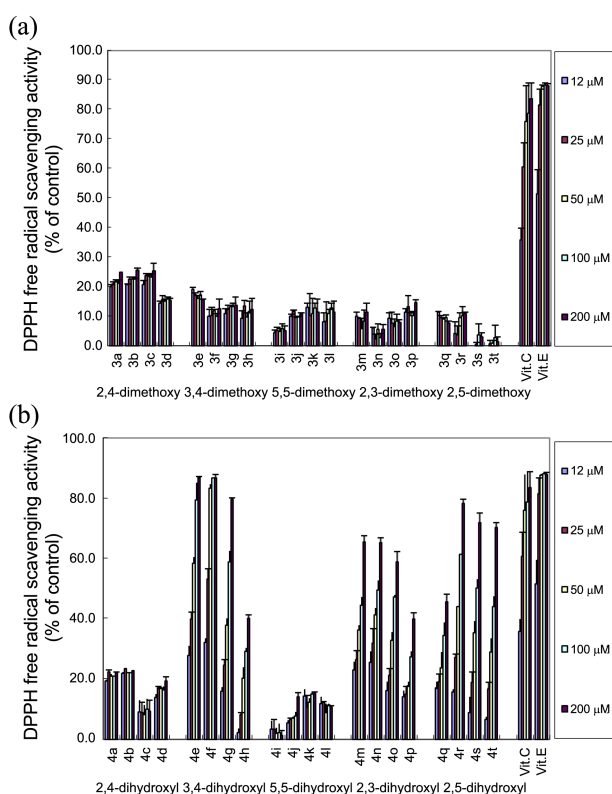 (a)
DPPH free radical scavenging activity
(% of control)
100.0
90.0
80.0
70.0
60.0
50.0
40.0
30.0
20.0
10.0
0.0
3a 3b 3c 3d 3e 3f 3g 3h 3i 3j 3k 3l 3m 3n 3o 3p 3q 3r 3s 3t Vit.C Vit.E
2,4-dimethoxy 3,4-dimethoxy 5,5-dimethoxy 2,3-dimethoxy 2,5-dimethoxy
12 μM
25 μM
50 μM
100 μM
200 μM
(b)
DPPH free radical scavenging activity
(% of control)
100.0
80.0
60.0
40.0
20.0
0.0
4a 4b 4c 4d 4e 4f 4g 4h 4i 4j 4k 4l 4m 4n 4o 4p 4q 4r 4s 4t Vit.C Vit.E
2,4-dihydroxyl 3,4-dihydroxyl 5,5-dihydroxyl 2,3-dihydroxyl 2,5-dihydroxyl
12 μM
25 μM
50 μM
100 μM
200 μM